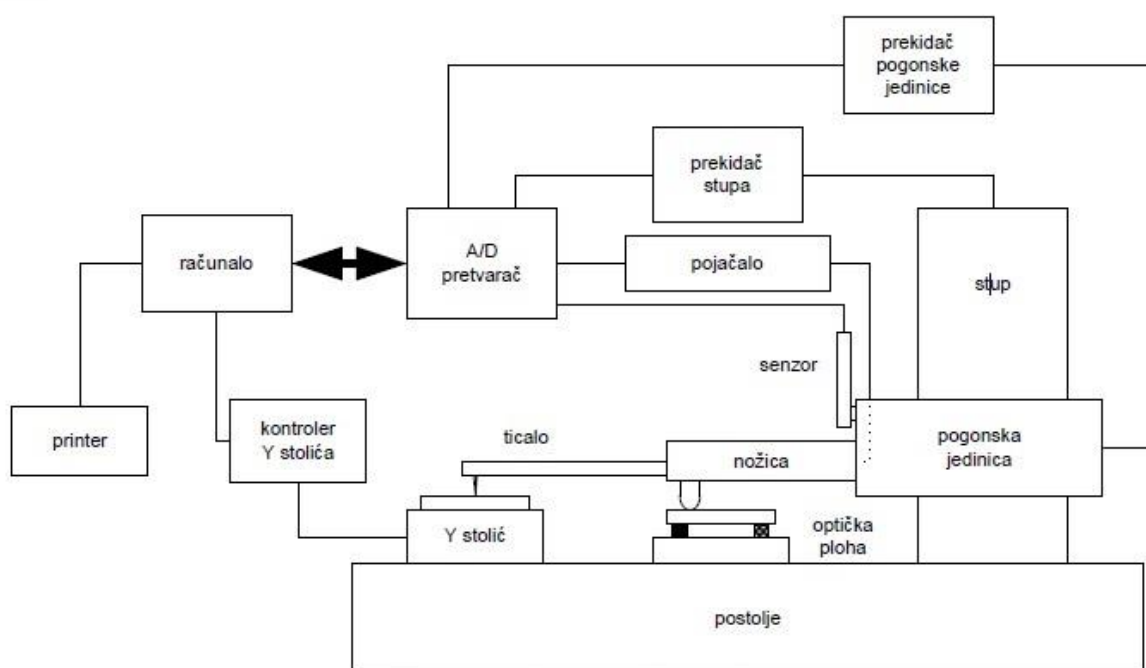 prekidač
pogonske
jedinice
prekidač
stupa
računalo
A/D
pretvarač
pojačalo
stup
senzor
printer
kontroler
Y stolića
ticalo
nožica
pogonska
jedinica
Y stolić
optička
ploha
postolje